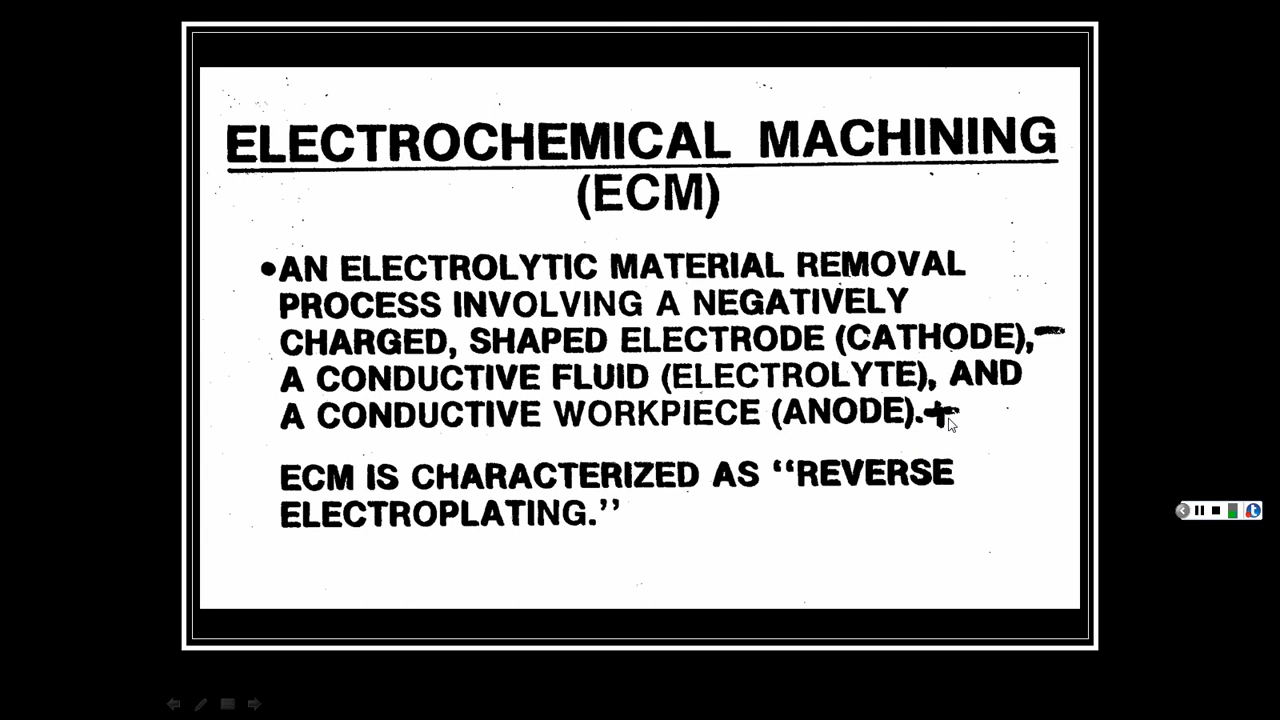 ELECTROCHEMICAL MACHINING
(ECM)
•AN ELECTROLYTIC MATERIAL REMOVAL
PROCESS INVOLVING A NEGATIVELY
CHARGED, SHAPED ELECTRODE (CATHODE),-
A CONDUCTIVE FLUID (ELECTROLYTE), AND
A CONDUCTIVE WORKPIECE (ANODE).+
ECM IS CHARACTERIZED AS ‘‘REVERSE
ELECTROPLATING.’’